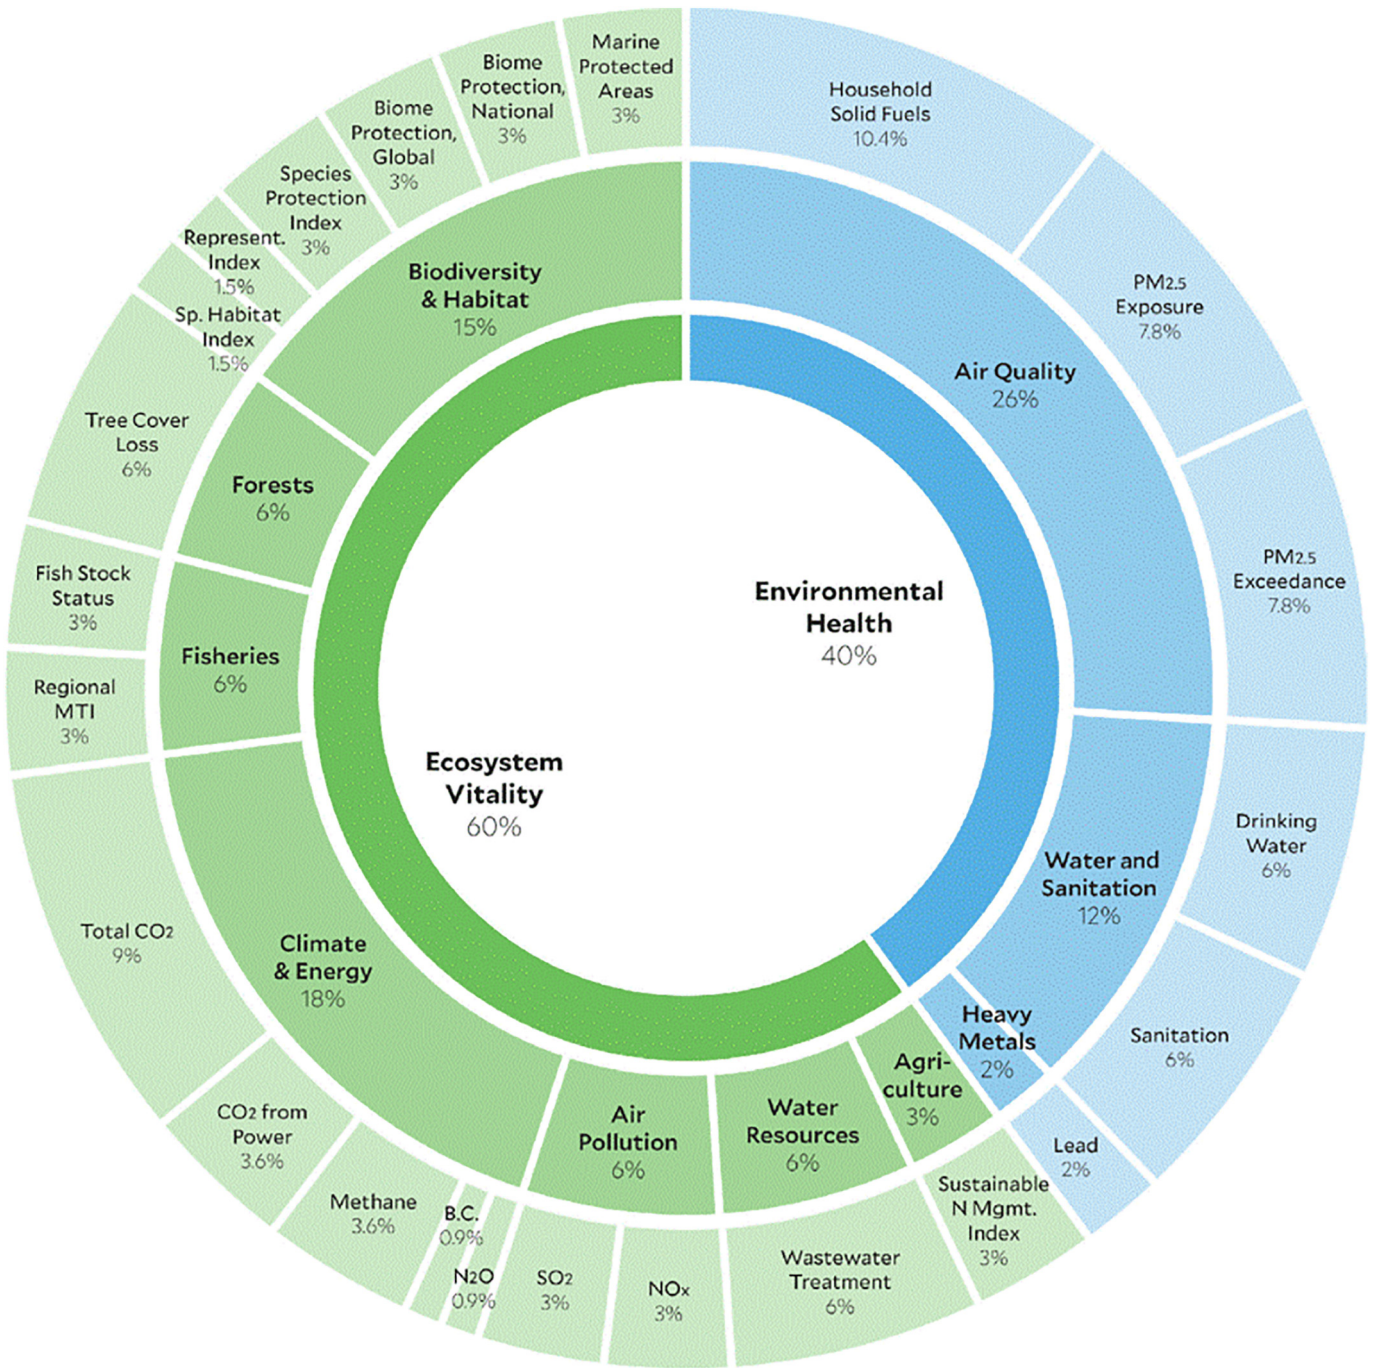 Marine
Protected
Areas
3%
Biome
Protection,
National
3%
Biome
Protection,
Global
3%
Species
Protection
Index
3%
Represent.
Index
1.5%
Sp. Habitat
Index
1.5%
Tree Cover
Loss
6%
Fish Stock
Status
3%
Regional
MTI
3%
Total CO2
9%
CO2 from
Power
3.6%
Methane
3.6%
B.C.
0.9%
N2O
0.9%
SO2
3%
NOx
3%
Wastewater
Treatment
6%
Sustainable
N Mgmt.
Index
3%
Lead
2%
Sanitation
6%
Drinking
Water
6%
PM2.5
Exceedance
7.8%
PM2.5
Exposure
7.8%
Household
Solid Fuels
10.4%
Biodiversity
& Habitat
15%
Forests
6%
Fisheries
6%
Climate
& Energy
18%
Air
Pollution
6%
Water
Resources
6%
Agri-
culture
3%
Heavy
Metals
2%
Water and
Sanitation
12%
Air Quality
26%
Environmental
Health
40%
Ecosystem
Vitality
60%